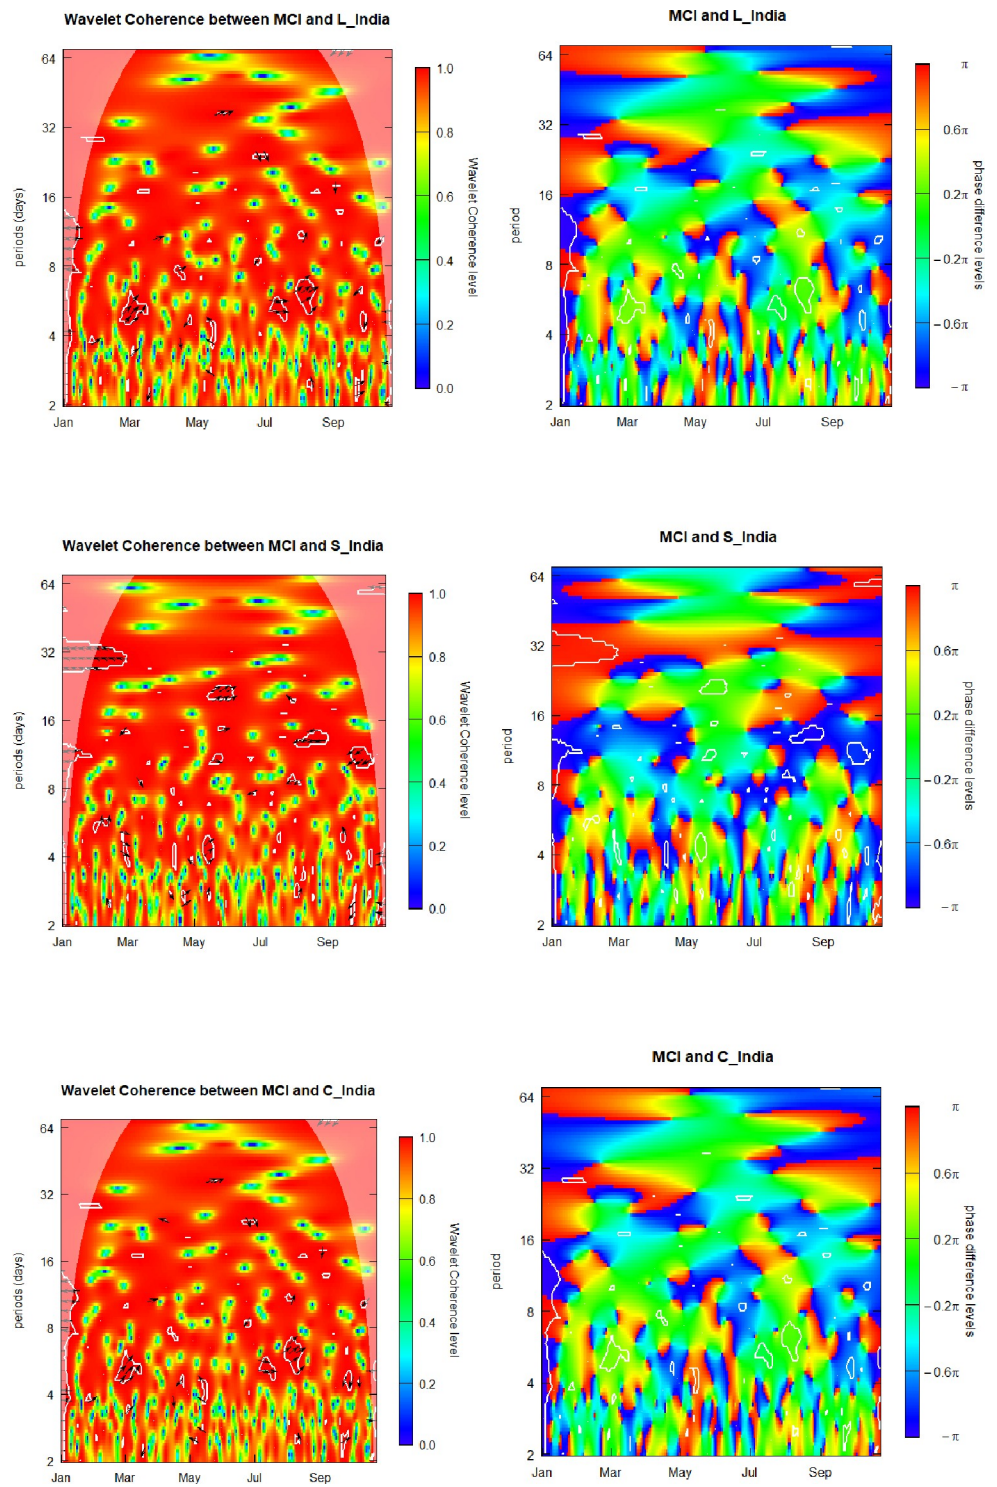 Wavelet Coherence between MCI and L_India
MCI and L_India
64
32
16
8
4
2
periods (days)
Jan
Mar
May
Jul
Sep
1.0
0.8
0.6
0.4
0.2
0.0
Wavelet Coherence level
64
32
16
8
4
2
period
Jan
Mar
May
Jul
Sep
π
0.6π
0.2π
−0.2π
−0.6π
−π
phase difference levels
Wavelet Coherence between MCI and S_India
MCI and S_India
64
32
16
8
4
2
periods (days)
Jan
Mar
May
Jul
Sep
1.0
0.8
0.6
0.4
0.2
0.0
Wavelet Coherence level
64
32
16
8
4
2
period
Jan
Mar
May
Jul
Sep
π
0.6π
0.2π
−0.2π
−0.6π
−π
phase difference levels
Wavelet Coherence between MCI and C_India
MCI and C_India
64
32
16
8
4
2
periods (days)
Jan
Mar
May
Jul
Sep
1.0
0.8
0.6
0.4
0.2
0.0
Wavelet Coherence level
64
32
16
8
4
2
period
Jan
Mar
May
Jul
Sep
π
0.6π
0.2π
−0.2π
−0.6π
−π
phase difference levels